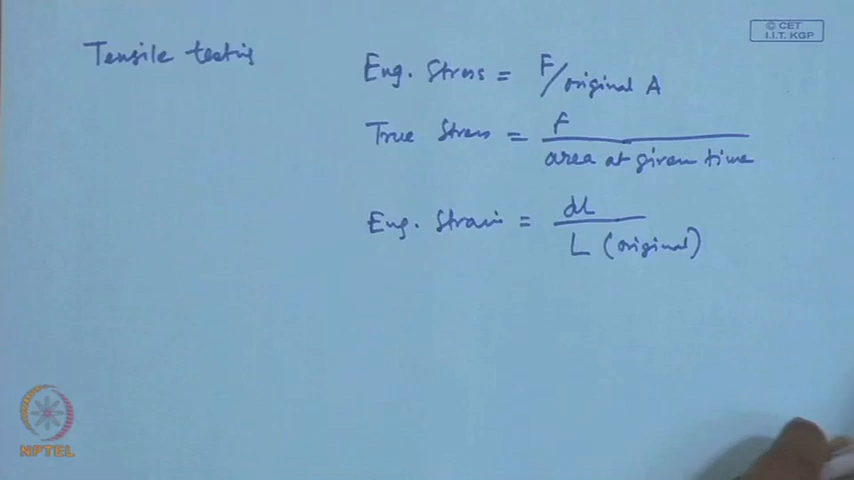 © CET
I.I.T. KGP
Tensile testing
Eng. Stress = F/original A
True Stress = F
area at given time
Eng. Strain = dL
L (original)
NPTEL